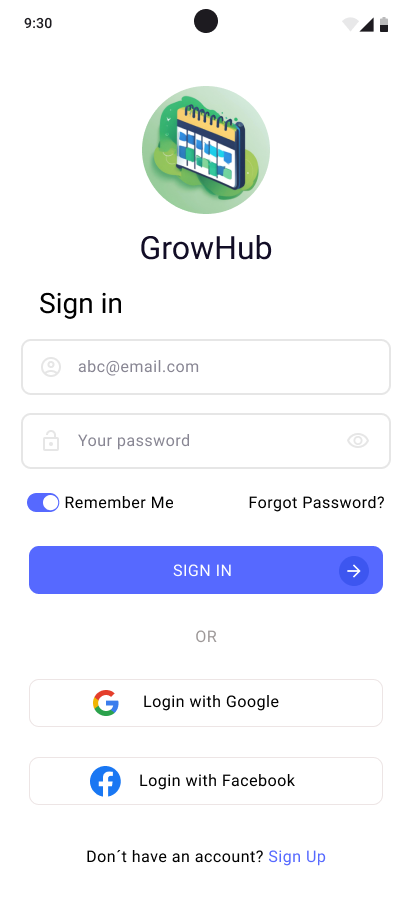 9:30
GrowHub
Sign in
abc@email.com
Your password
Remember Me Forgot Password?
SIGN IN
OR
Login with Google
Login with Facebook
Don´t have an account? Sign Up